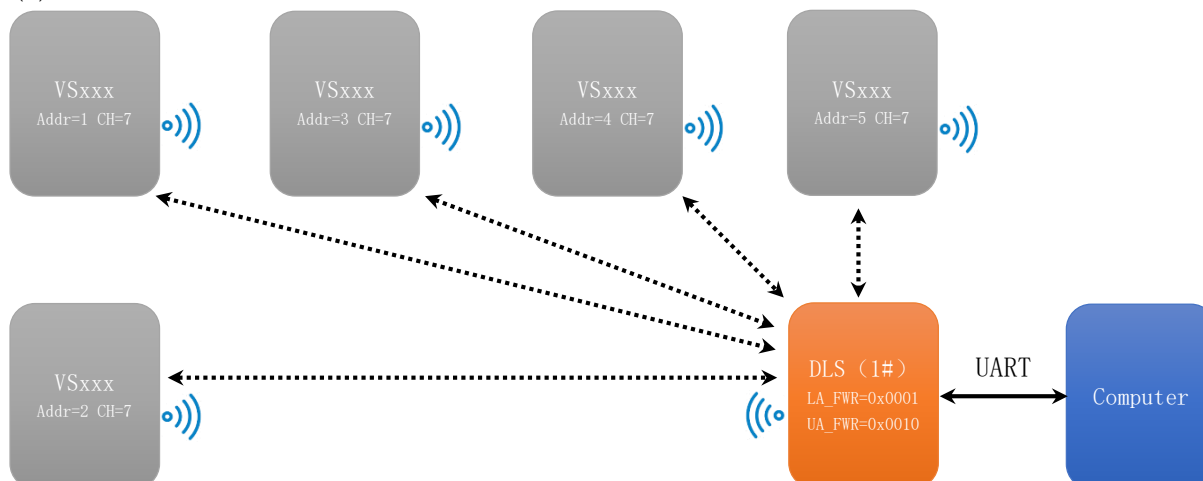 VSxxx
Addr=1 CH=7
VSxxx
Addr=3 CH=7
VSxxx
Addr=4 CH=7
VSxxx
Addr=5 CH=7
VSxxx
Addr=2 CH=7
DLS（1#）
LA_FWR=0x0001
UA_FWR=0x0010
UART
Computer